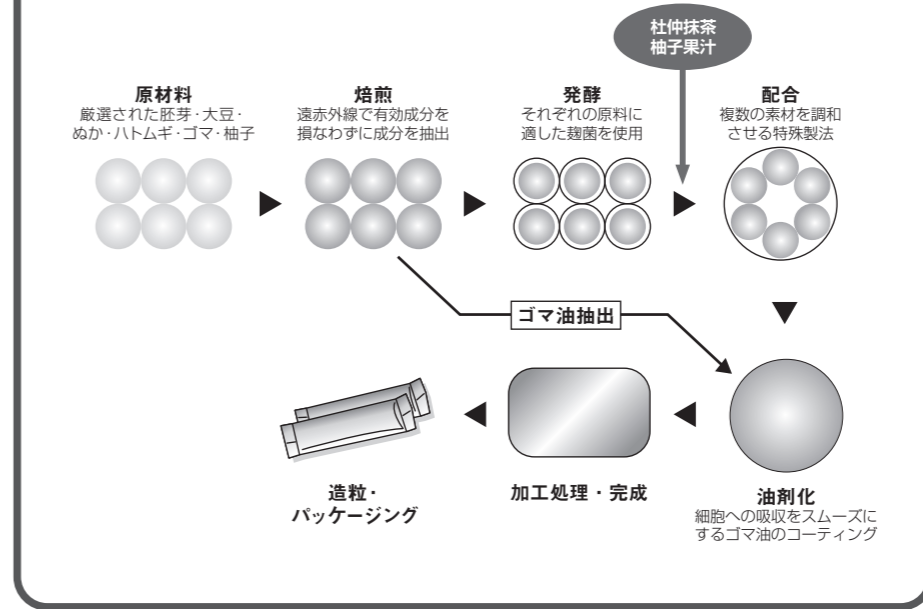 杜仲抹茶
柚子果汁
原材料
厳選された胚芽・大豆・
ぬか・ハトムギ・ゴマ・柚子
焙煎
遠赤外線で有効成分を
損なわずに成分を抽出
発酵
それぞれの原料に
適した麹菌を使用
配合
複数の素材を調和
させる特殊製法
ゴマ油抽出
造粒・
パッケージング
加工処理・完成
油剤化
細胞への吸収をスムーズに
するゴマ油のコーティング